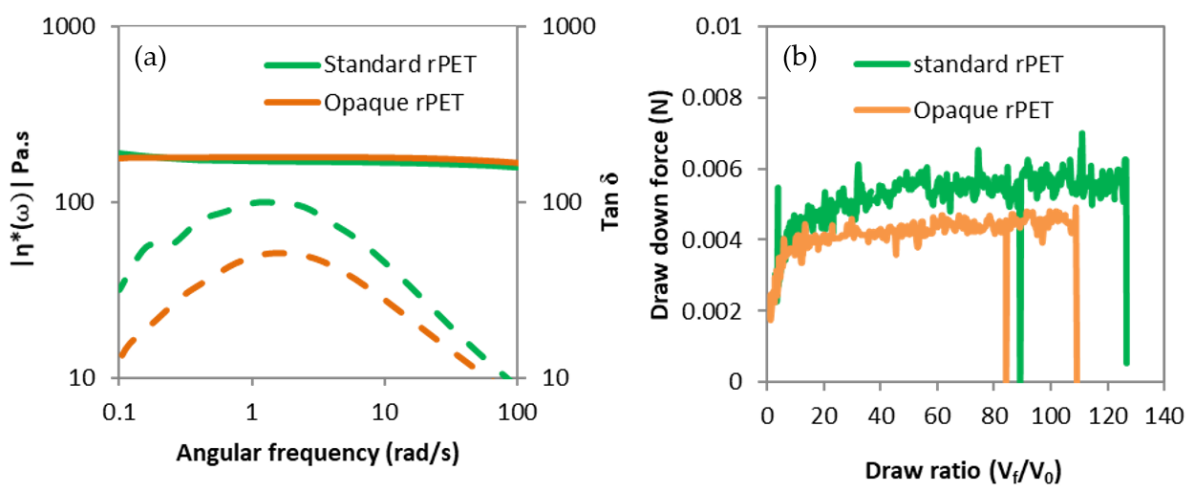 (a)
Standard rPET
Opaque rPET
1000
100
10
|η*(ω)| Pa.s
1000
100
10
Tan δ
0.1
1
10
100
Angular frequency (rad/s)
(b)
standard rPET
Opaque rPET
0.01
0.008
0.006
0.004
0.002
0
Draw down force (N)
0
20
40
60
80
100
120
140
Draw ratio (Vf/V0)